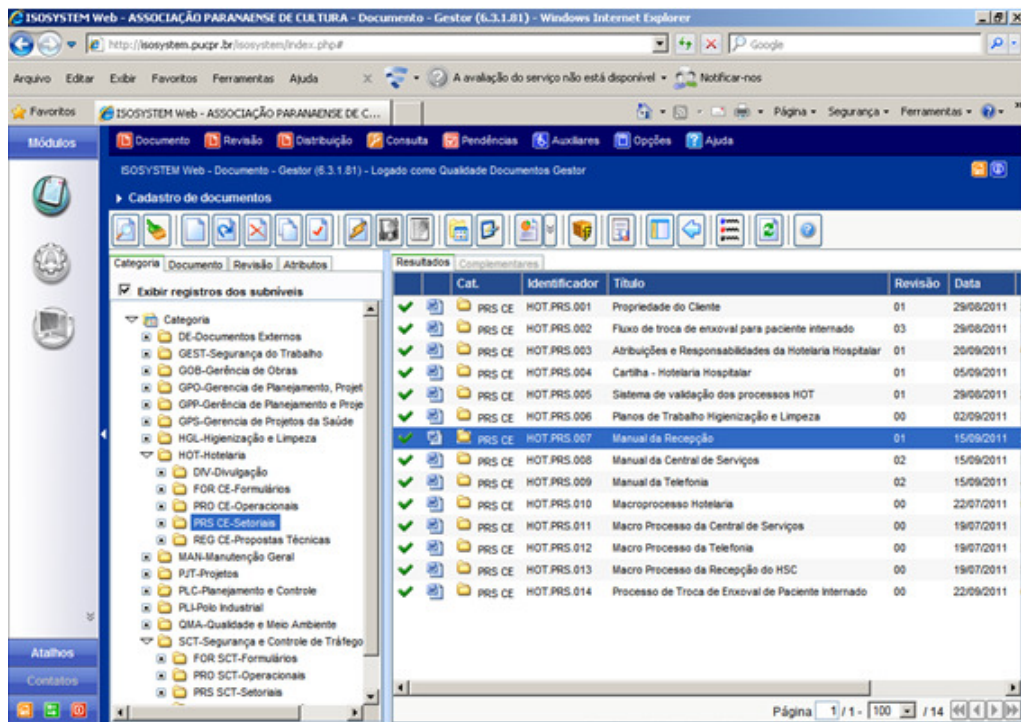 ISOSYSTEM Web - ASSOCIAÇÃO PARANAENSE DE CULTURA - Documento - Gestor (6.3.1.81) - Windows Internet Explorer
http://isosystem.pucpr.br/isosystem/index.php#
Google
Arquivo Editar Exibir Favoritos Ferramentas Ajuda
A avaliação do serviço não está disponível
Notificar-nos
Favoritos
ISOSYSTEM Web - ASSOCIAÇÃO PARANAENSE DE C...
Página Segurança Ferramentas
Módulos
Documento Revisão Distribuição Consulta Pendências Auxiliares Opções Ajuda
ISOSYSTEM Web - Documento - Gestor (6.3.1.81) - Logado como Qualidade Documentos Gestor
Cadastro de documentos
Categoria Documento Revisão Atributos
Exibir registros dos subníveis
Categoria
DE-Documentos Externos
GEST-Segurança do Trabalho
GOB-Gerência de Obras
GPO-Gerencia de Planejamento, Projet
GPP-Gerência de Planejamento e Proje
GPS-Gerencia de Projetos da Saúde
HGL-Higienização e Limpeza
HOT-Hotelaria
DIV-Divulgação
FOR CE-Formulários
PRO CE-Operacionais
PRS CE-Setoriais
REG CE-Propostas Técnicas
MAN-Manutenção Geral
PJT-Projetos
PLC-Planejamento e Controle
PLI-Polo Industrial
QMA-Qualidade e Meio Ambiente
SCT-Segurança e Controle de Tráfego
FOR SCT-Formulários
PRO SCT-Operacionais
PRS SCT-Setoriais
Resultados Complementares
Cat. Identificador Título Revisão Data
PRS CE HOT.PRS.001 Propriedade do Cliente 01 29/08/2011
PRS CE HOT.PRS.002 Fluxo de troca de enxoval para paciente internado 03 29/08/2011
PRS CE HOT.PRS.003 Atribuições e Responsabilidades da Hotelaria Hospitalar 01 20/09/2011
PRS CE HOT.PRS.004 Cartilha - Hotelaria Hospitalar 01 05/09/2011
PRS CE HOT.PRS.005 Sistema de validação dos processos HOT 01 29/08/2011
PRS CE HOT.PRS.006 Planos de Trabalho Higienização e Limpeza 00 02/09/2011
PRS CE HOT.PRS.007 Manual da Recepção 01 15/09/2011
PRS CE HOT.PRS.008 Manual da Central de Serviços 02 15/09/2011
PRS CE HOT.PRS.009 Manual da Telefonia 02 15/09/2011
PRS CE HOT.PRS.010 Macroprocesso Hotelaria 00 22/07/2011
PRS CE HOT.PRS.011 Macro Processo da Central de Serviços 00 19/07/2011
PRS CE HOT.PRS.012 Macro Processo da Telefonia 00 19/07/2011
PRS CE HOT.PRS.013 Macro Processo da Recepção do HSC 00 19/07/2011
PRS CE HOT.PRS.014 Processo de Troca de Enxoval de Paciente Internado 00 22/09/2011
Atalhos
Contatos
Página 1 / 1 - 100 / 14